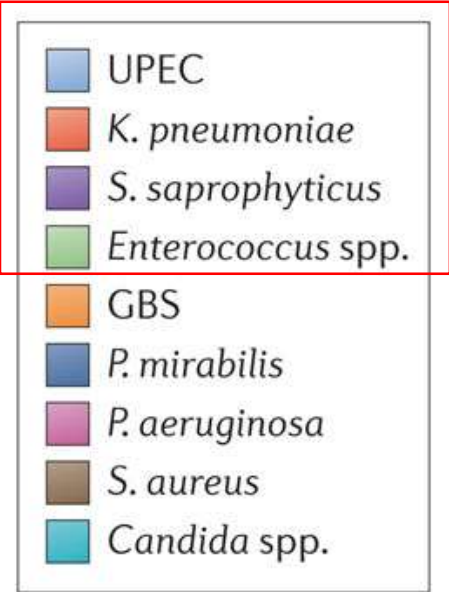 UPEC
K. pneumoniae
S. saprophyticus
Enterococcus spp.
GBS
P. mirabilis
P. aeruginosa
S. aureus
Candida spp.